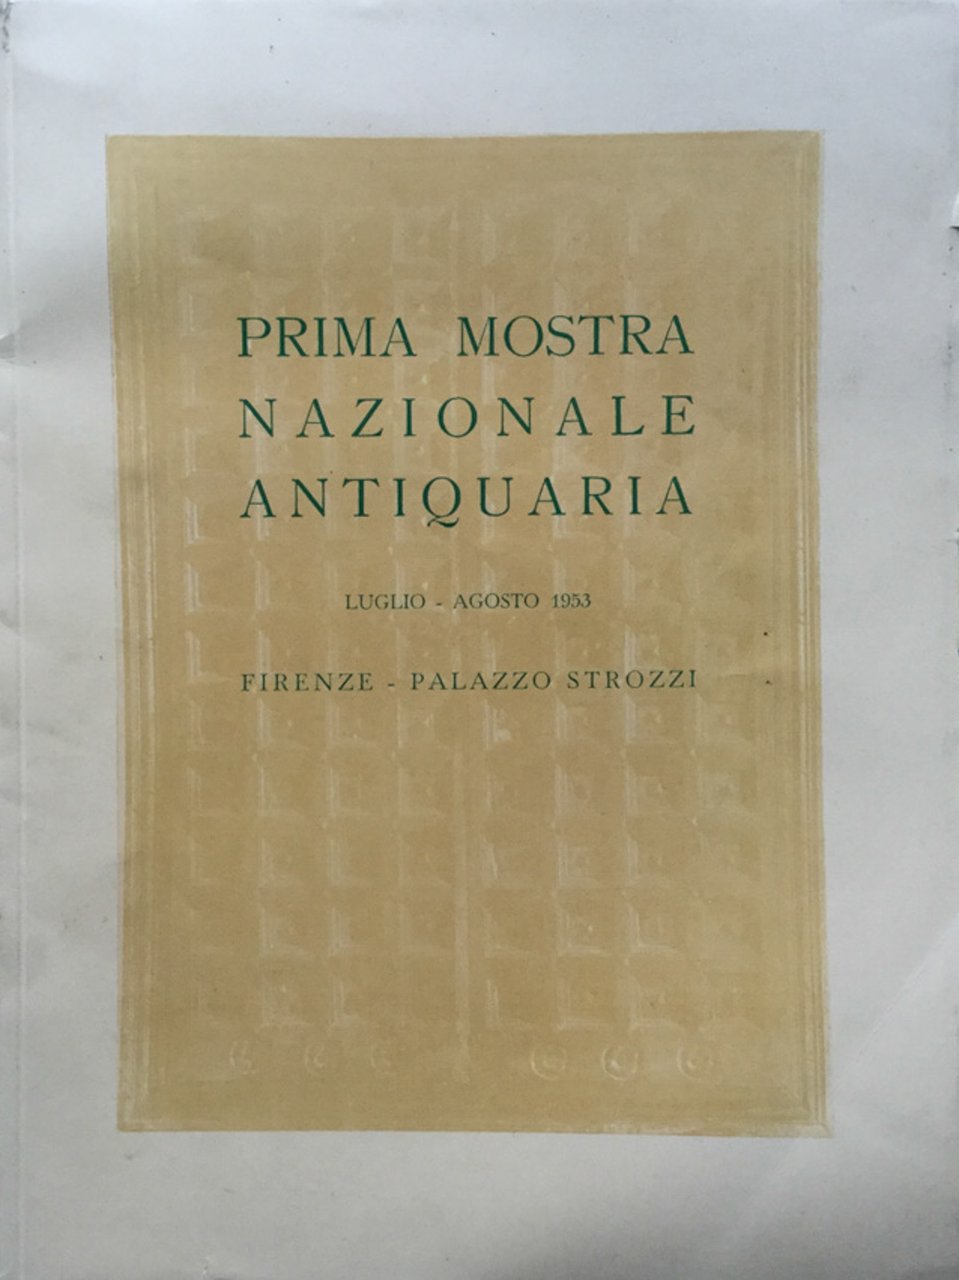 PRIMA MOSTRA
NAZIONALE
ANTIQUARIA
LUGLIO - AGOSTO 1953
FIRENZE - PALAZZO STROZZI